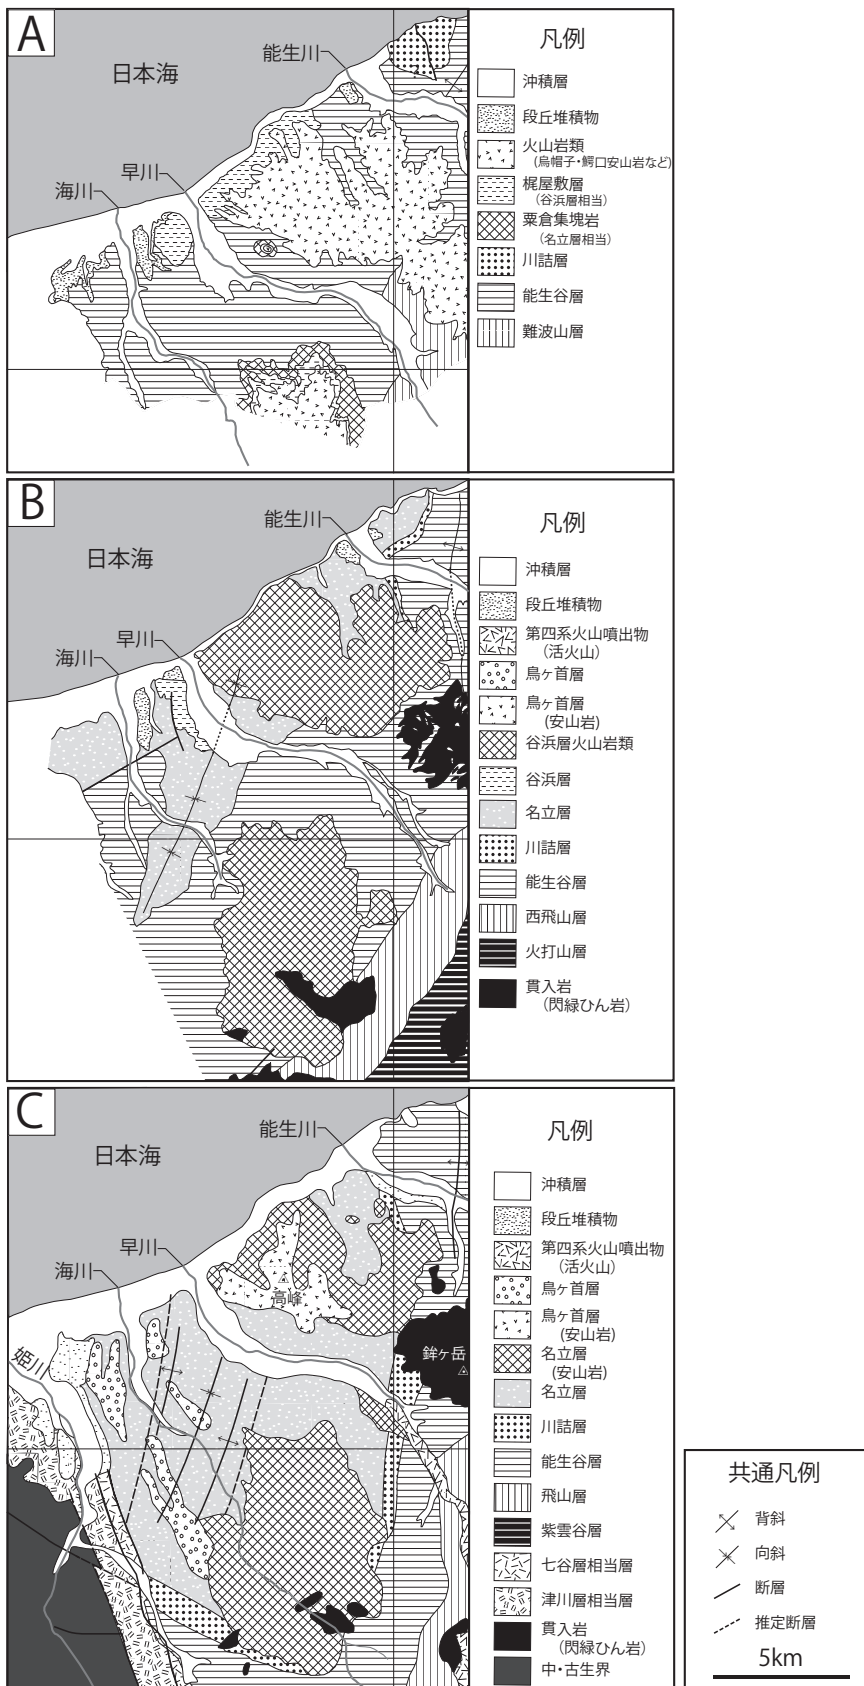 A
日本海
能生川
早川
海川
凡例
沖積層
段丘堆積物
火山岩類
(烏帽子・鰐口安山岩など)
梶屋敷層
(谷浜層相当)
粟倉集塊岩
(名立層相当)
川詰層
能生谷層
難波山層
B
日本海
能生川
早川
海川
凡例
沖積層
段丘堆積物
第四系火山噴出物
(活火山)
鳥ヶ首層
鳥ヶ首層
(安山岩)
谷浜層火山岩類
谷浜層
名立層
川詰層
能生谷層
西飛山層
火打山層
貫入岩
(閃緑ひん岩)
C
日本海
能生川
早川
海川
姫川
高峰
鉾ヶ岳
凡例
沖積層
段丘堆積物
第四系火山噴出物
(活火山)
鳥ヶ首層
鳥ヶ首層
(安山岩)
名立層
(安山岩)
名立層
川詰層
能生谷層
飛山層
紫雲谷層
七谷層相当層
津川層相当層
貫入岩
(閃緑ひん岩)
中・古生界
共通凡例
背斜
向斜
断層
推定断層
5km